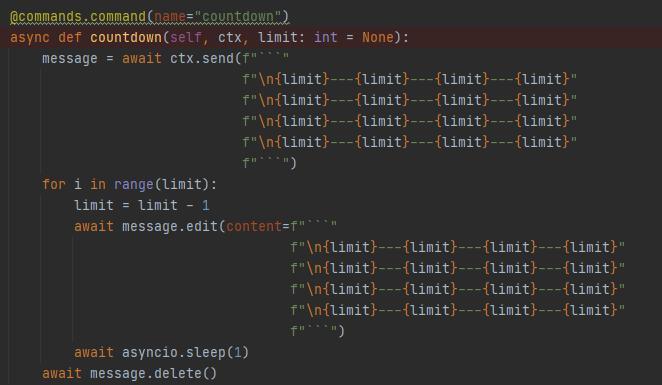 @commands.command(name="countdown")
async def countdown(self, ctx, limit: int = None):
    message = await ctx.send(f"```"
                             f"\n{limit}---{limit}---{limit}---{limit}"
                             f"\n{limit}---{limit}---{limit}---{limit}"
                             f"\n{limit}---{limit}---{limit}---{limit}"
                             f"\n{limit}---{limit}---{limit}---{limit}"
                             f"```")
    for i in range(limit):
        limit = limit - 1
        await message.edit(content=f"```"
                                   f"\n{limit}---{limit}---{limit}---{limit}"
                                   f"\n{limit}---{limit}---{limit}---{limit}"
                                   f"\n{limit}---{limit}---{limit}---{limit}"
                                   f"\n{limit}---{limit}---{limit}---{limit}"
                                   f"```")
        await asyncio.sleep(1)
    await message.delete()